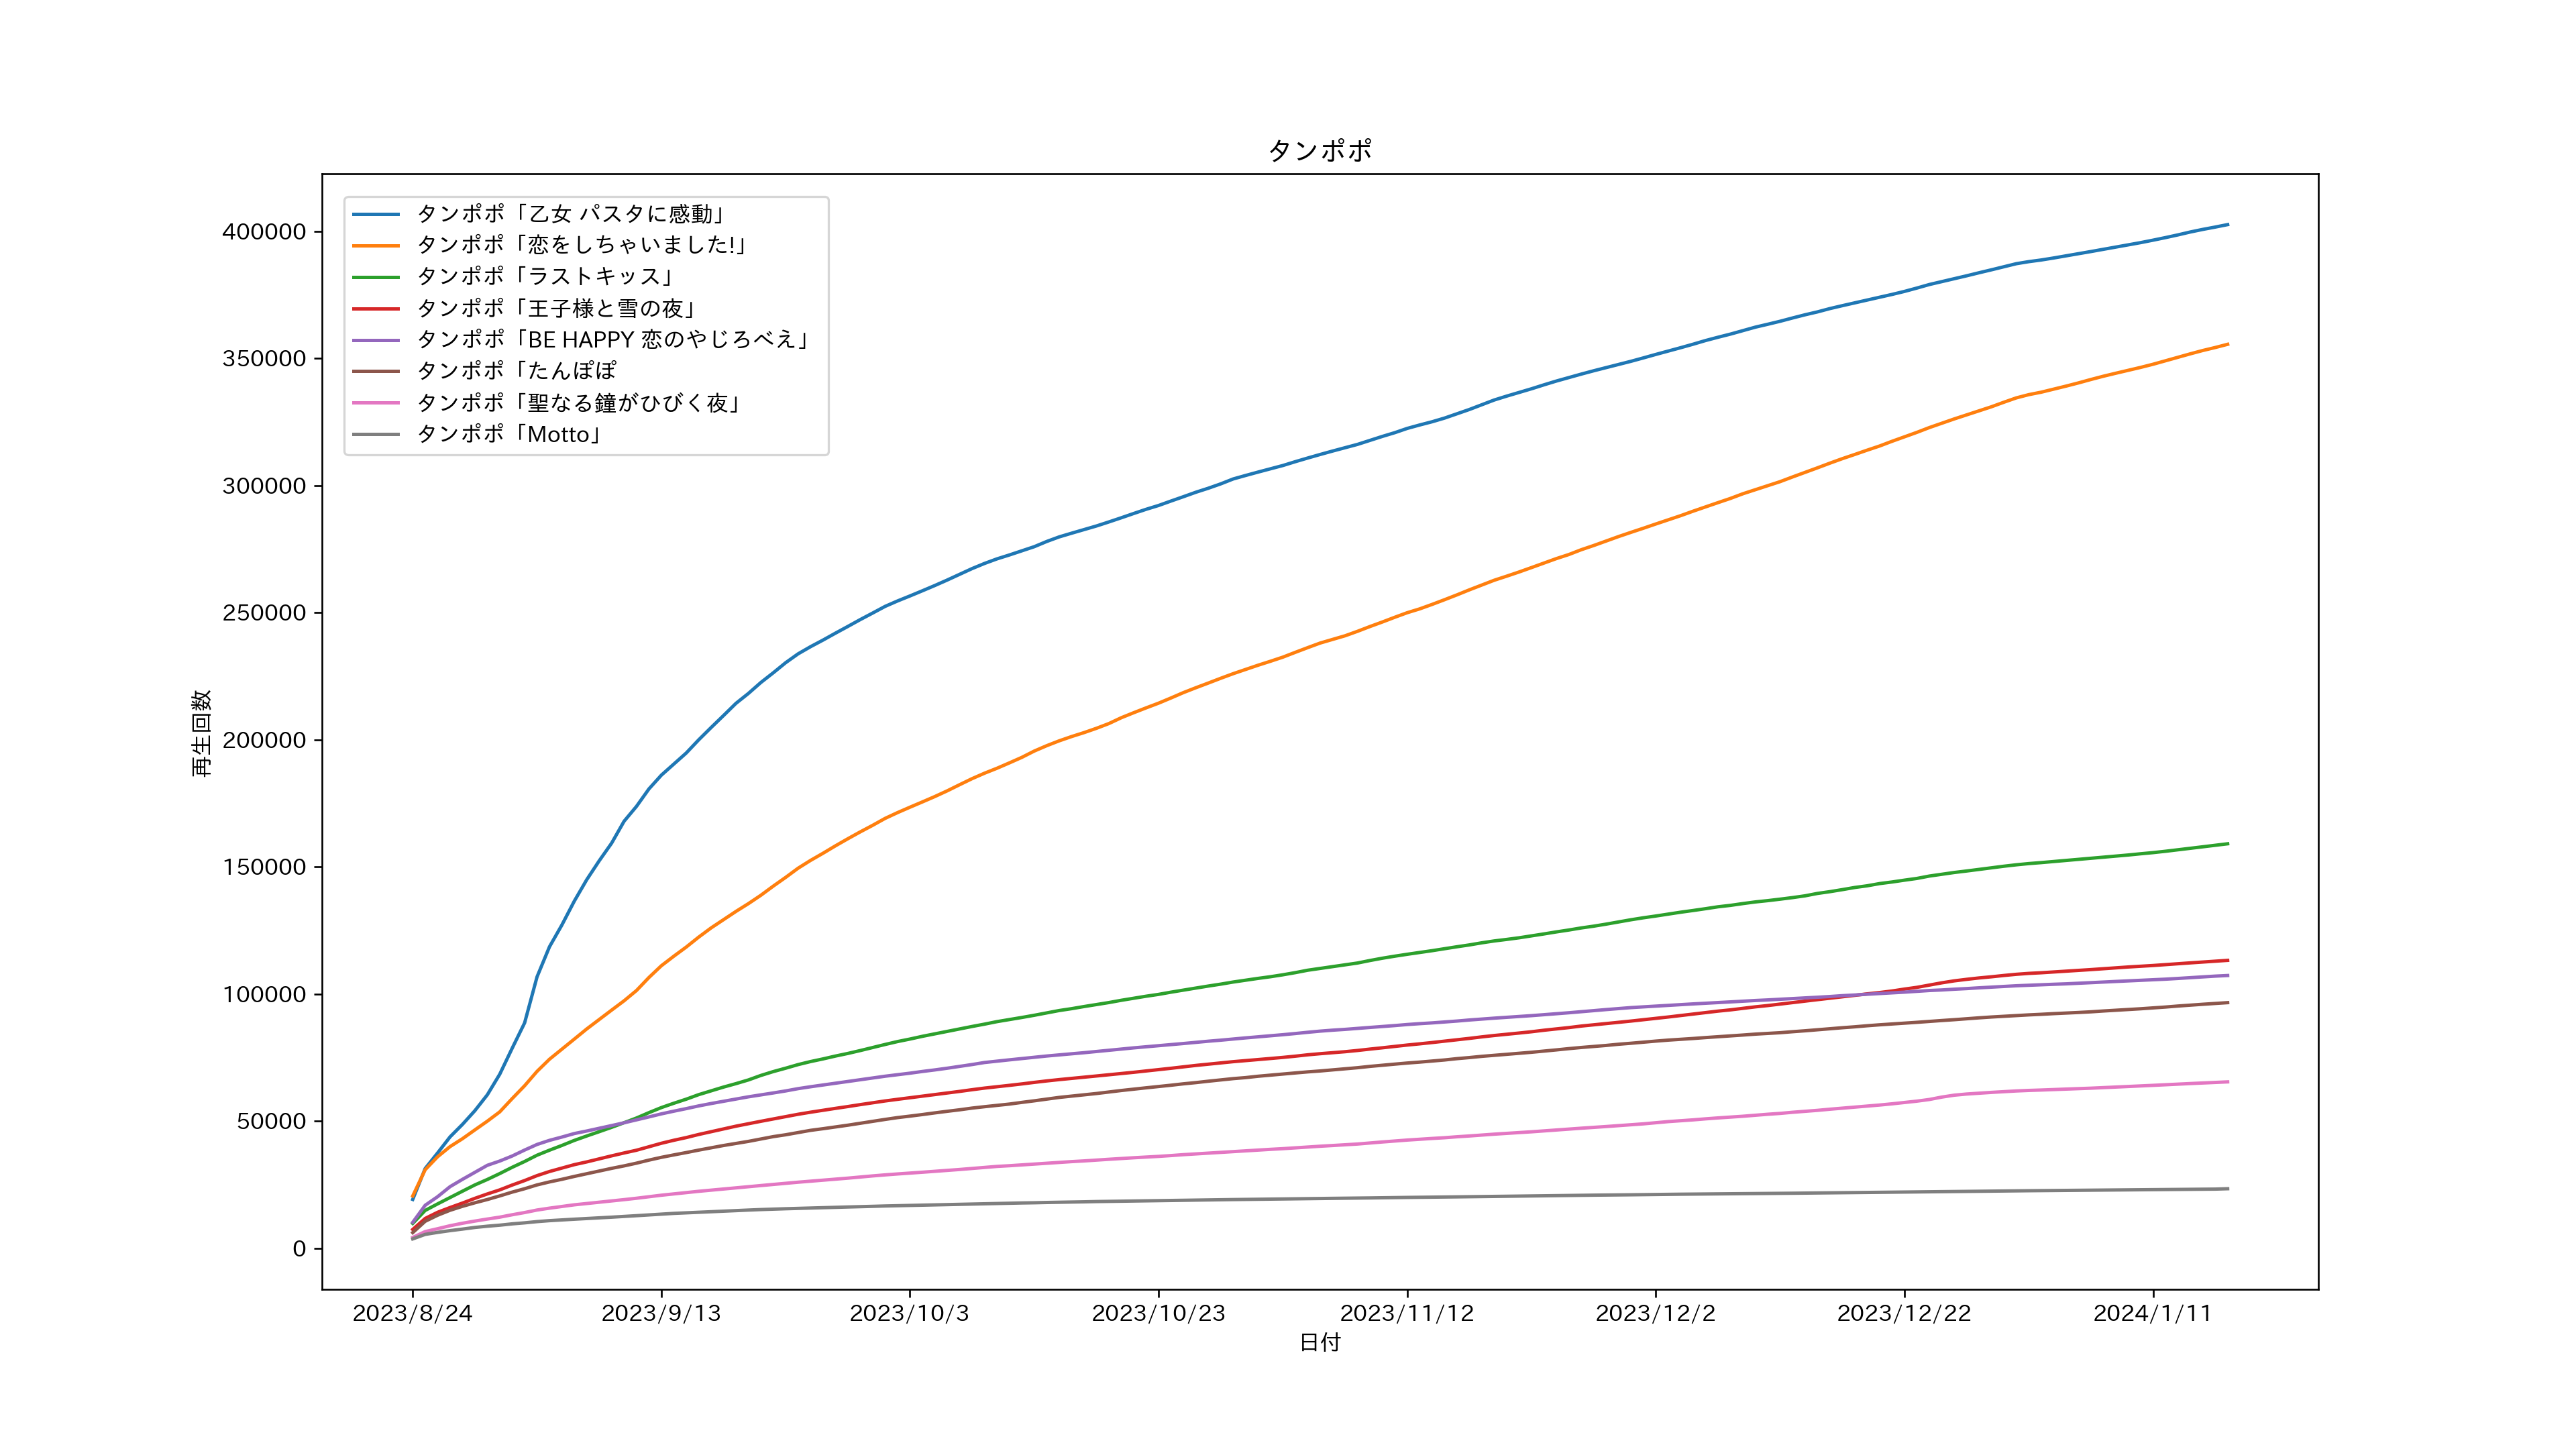 タンポポ
タンポポ「乙女 パスタに感動」
タンポポ「恋をしちゃいました!」
タンポポ「ラストキッス」
タンポポ「王子様と雪の夜」
タンポポ「BE HAPPY 恋のやじろべえ」
タンポポ「たんぽぽ
タンポポ「聖なる鐘がひびく夜」
タンポポ「Motto」
400000
350000
300000
250000
200000
150000
100000
50000
0
再生回数
2023/8/24 2023/9/13 2023/10/3 2023/10/23 2023/11/12 2023/12/2 2023/12/22 2024/1/11
日付